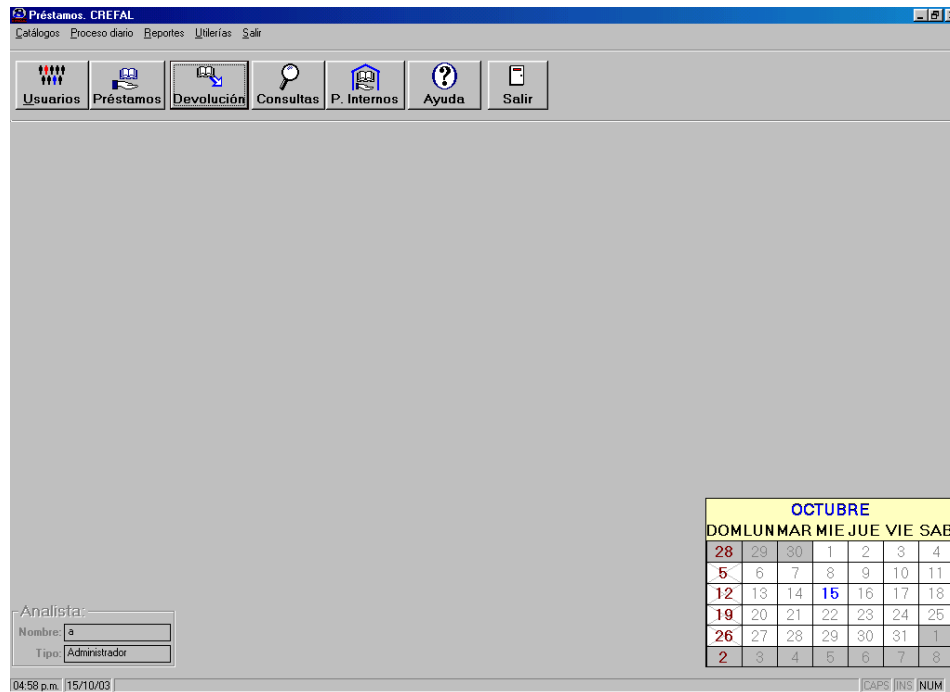 Préstamos. CREFAL
Catálogos Proceso diario Reportes Utilerías Salir
Usuarios Préstamos Devolución Consultas P. Internos Ayuda Salir
OCTUBRE
DOM LUN MAR MIE JUE VIE SAB
28 29 30 1 2 3 4
5 6 7 8 9 10 11
12 13 14 15 16 17 18
19 20 21 22 23 24 25
26 27 28 29 30 31 1
2 3 4 5 6 7 8
Analista:
Nombre: a
Tipo: Administrador
04:58 p.m. 15/10/03 CAPS INS NUM